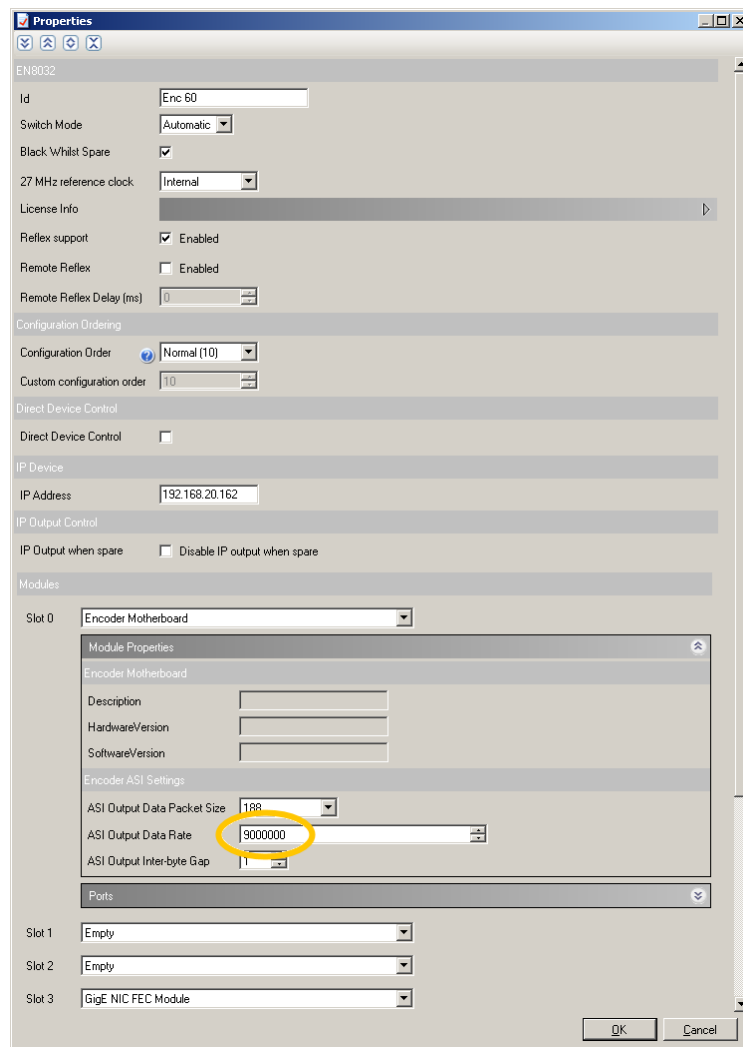 Properties
EN8032
Id Enc 60
Switch Mode Automatic
Black Whilst Spare
27 MHz reference clock Internal
License Info
Reflex support Enabled
Remote Reflex Enabled
Remote Reflex Delay (ms) 0
Configuration Ordering
Configuration Order ? Normal (10)
Custom configuration order 10
Direct Device Control
Direct Device Control
IP Device
IP Address 192.168.20.162
IP Output Control
IP Output when spare Disable IP output when spare
Modules
Slot 0 Encoder Motherboard
Module Properties
Encoder Motherboard
Description
HardwareVersion
SoftwareVersion
Encoder ASI Settings
ASI Output Data Packet Size 188
ASI Output Data Rate 9000000
ASI Output Inter-byte Gap 1
Ports
Slot 1 Empty
Slot 2 Empty
Slot 3 GigE NIC FEC Module
OK Cancel